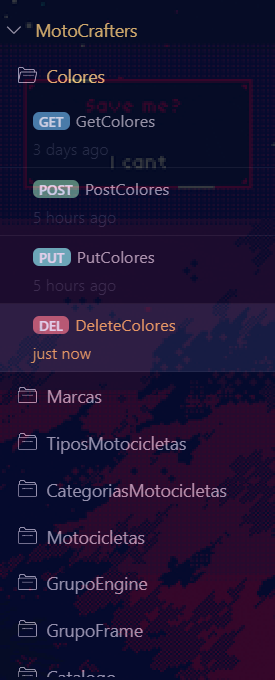 MotoCrafters
Colores
Save me?
GET GetColores
3 days ago
I cant
POST PostColores
5 hours ago
PUT PutColores
5 hours ago
DEL DeleteColores
just now
Marcas
TiposMotocicletas
CategoriasMotocicletas
Motocicletas
GrupoEngine
GrupoFrame
Catalogo